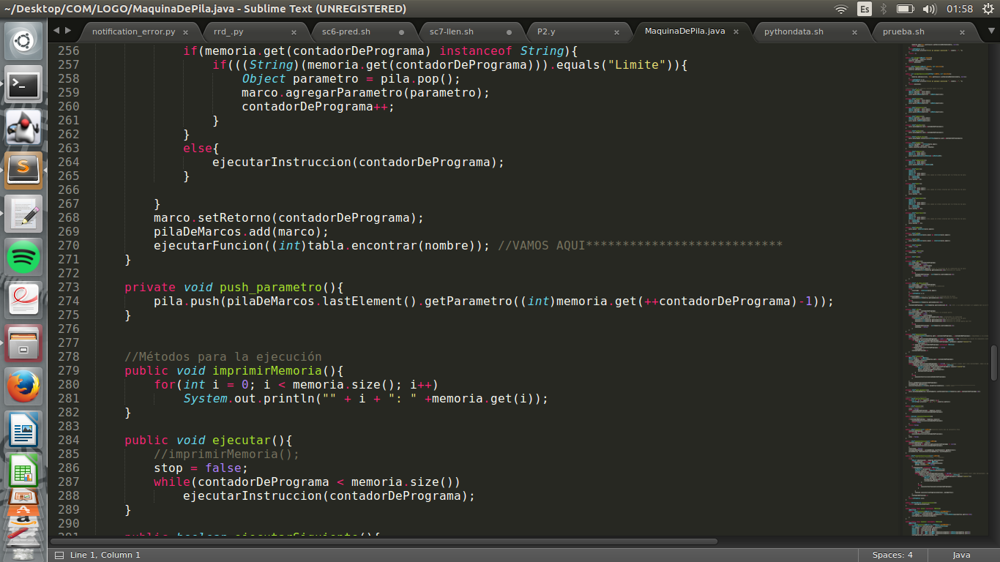 ~/Desktop/COM/LOGO/MaquinaDePila.java - Sublime Text (UNREGISTERED)
Es
01:58
notification_error.py
rrd_.py
sc6-pred.sh
sc7-llen.sh
P2.y
MaquinaDePila.java
pythondata.sh
prueba.sh
256 if(memoria.get(contadorDePrograma) instanceof String){
257 if(((String)(memoria.get(contadorDePrograma))).equals("Limite")){
258 Object parametro = pila.pop();
259 marco.agregarParametro(parametro);
260 contadorDePrograma++;
261 }
262 }
263 else{
264 ejecutarInstruccion(contadorDePrograma);
265 }
266
267 }
268 marco.setRetorno(contadorDePrograma);
269 pilaDeMarcos.add(marco);
270 ejecutarFuncion((int)tabla.encontrar(nombre)); //VAMOS AQUI***************************
271 }
272
273 private void push_parametro(){
274 pila.push(pilaDeMarcos.lastElement().getParametro((int)memoria.get(++contadorDePrograma)-1));
275 }
276
277
278 //Métodos para la ejecución
279 public void imprimirMemoria(){
280 for(int i = 0; i < memoria.size(); i++)
281 System.out.println("" + i + ": " +memoria.get(i));
282 }
283
284 public void ejecutar(){
285 //imprimirMemoria();
286 stop = false;
287 while(contadorDePrograma < memoria.size())
288 ejecutarInstruccion(contadorDePrograma);
289 }
290
291 public boolean ejecutarSiguiente(){
Line 1, Column 1
Spaces: 4
Java